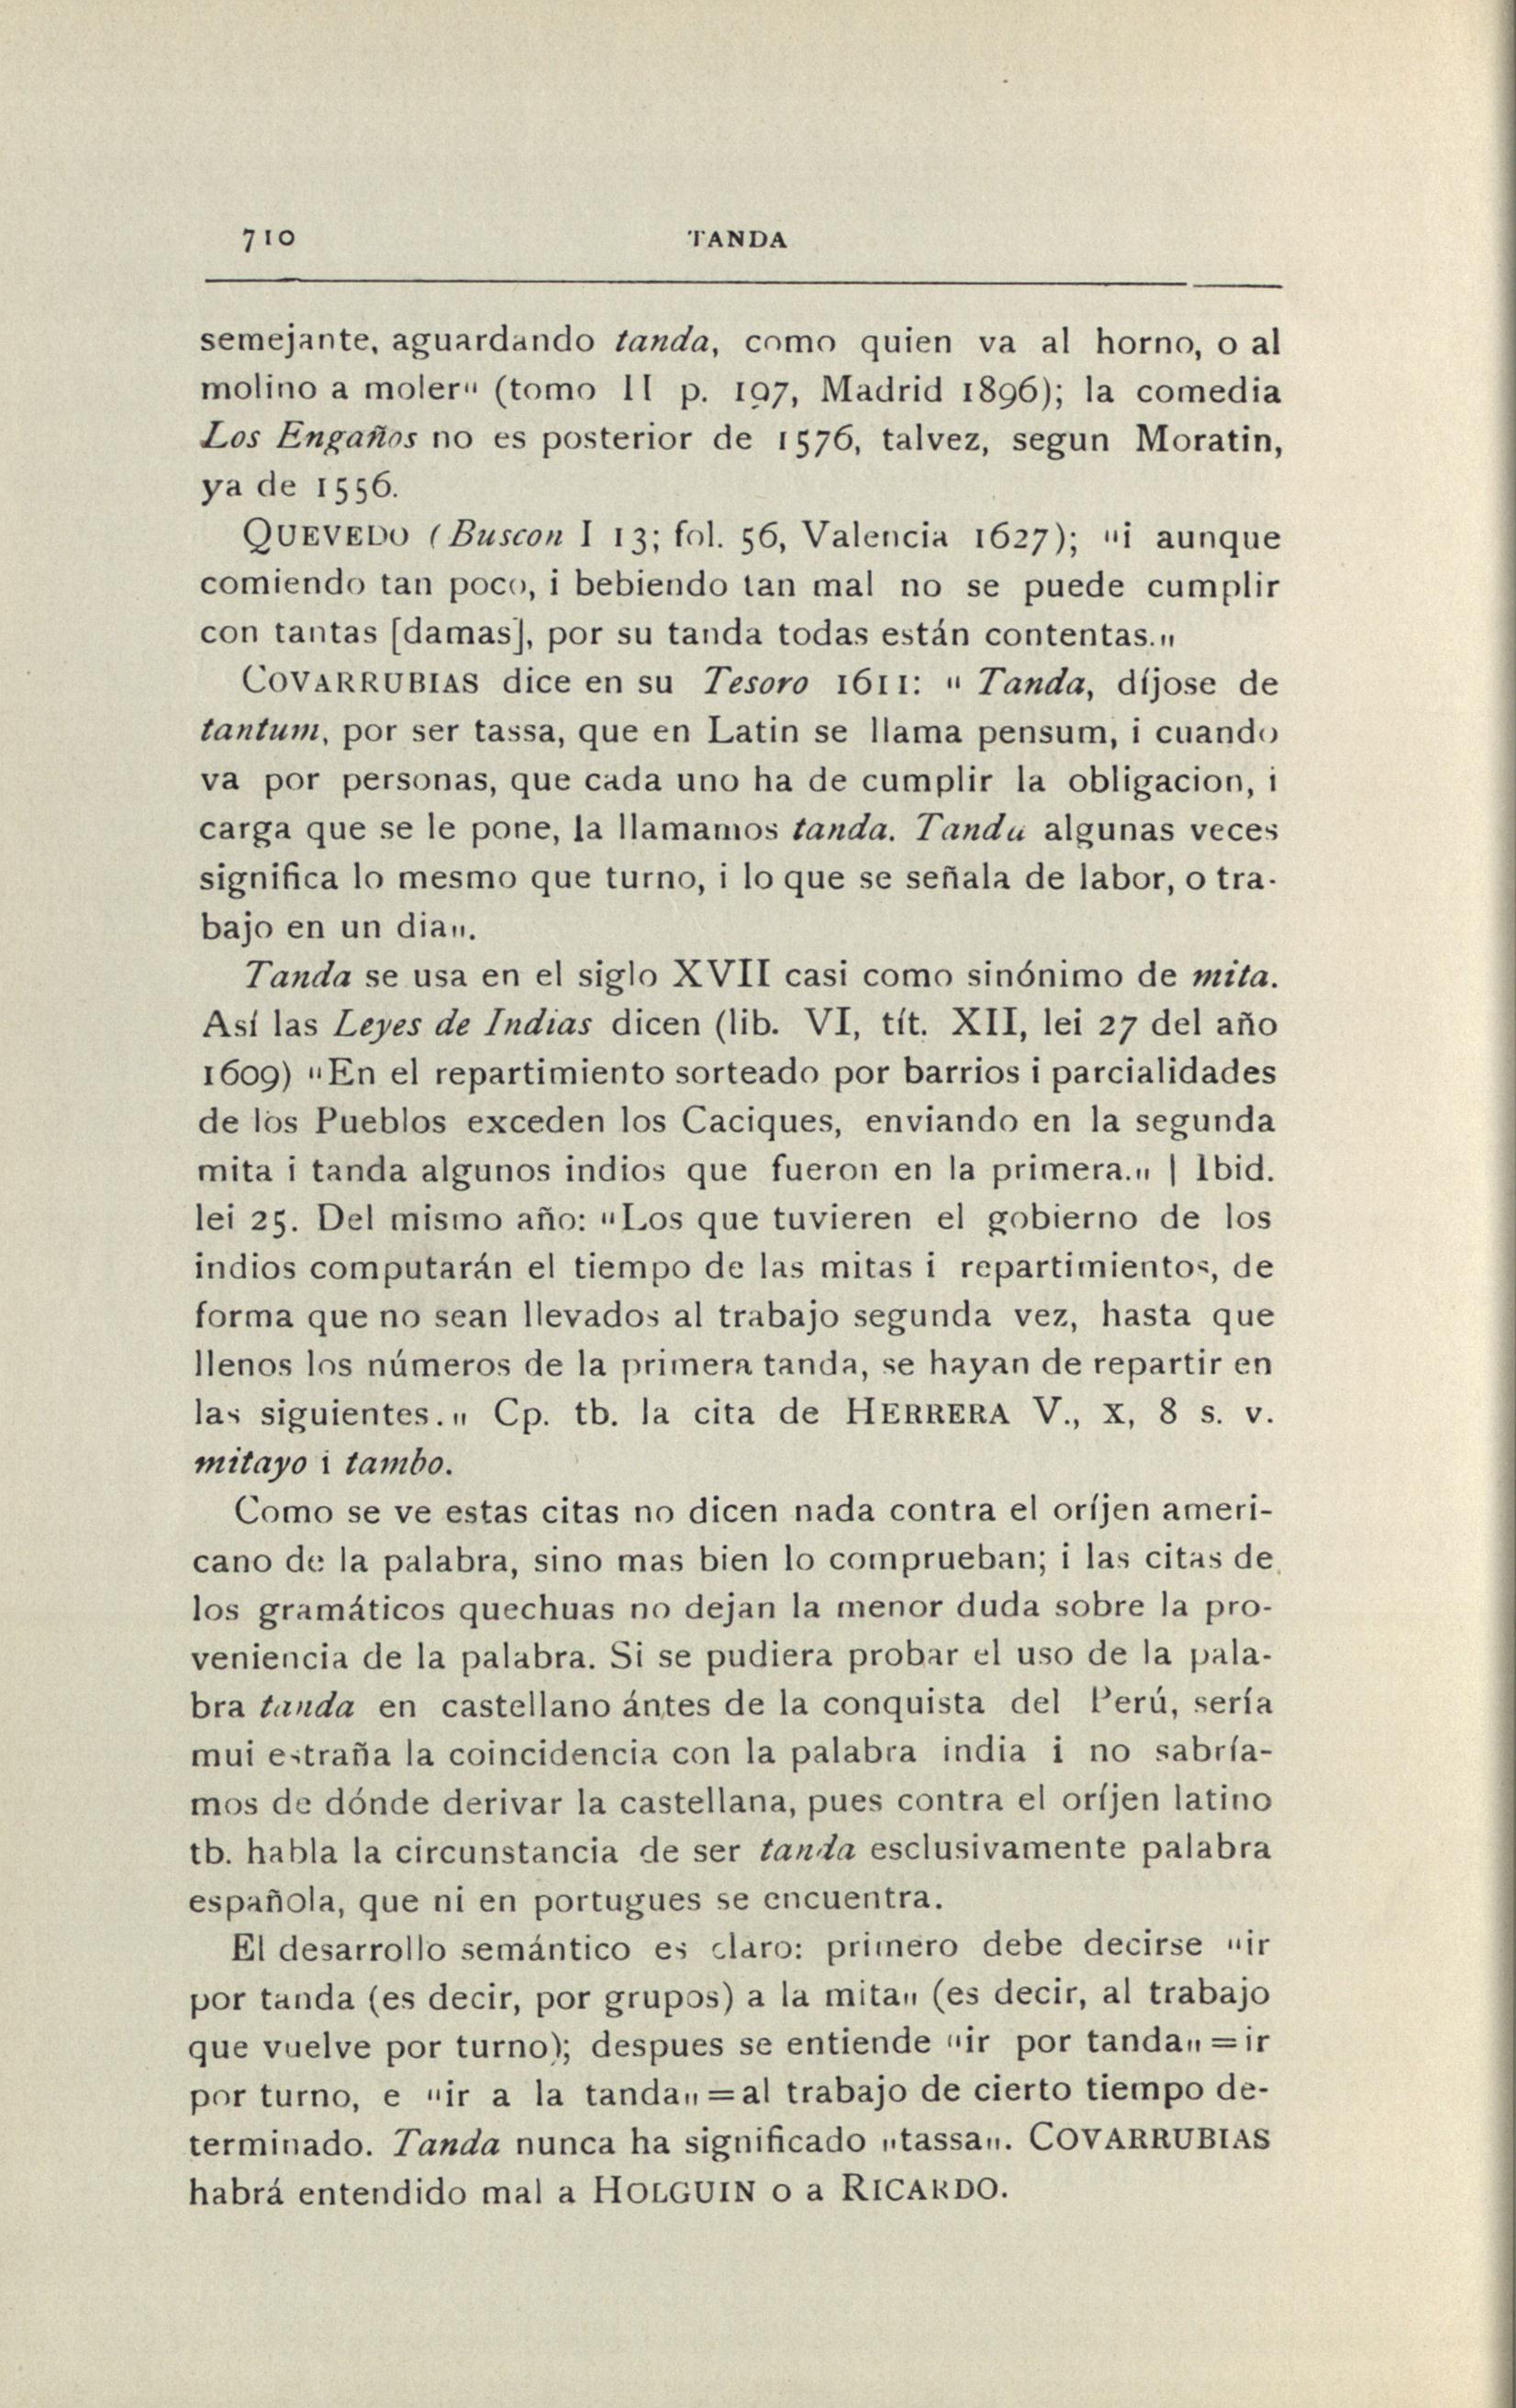 710 TANDA
semejante, aguardando tanda, como quien va al horno, o al
molino a moler" (tomo II p. 197, Madrid 1896); la comedia
Los Engaños no es posterior de 1576, talvez, segun Moratin,
ya de 1556.
QUEVEDO (Buscon I 13; fol. 56, Valencia 1627); "i aunque
comiendo tan poco, i bebiendo tan mal no se puede cumplir
con tantas [damas], por su tanda todas están contentas."
COVARRUBIAS dice en su Tesoro 1611: " Tanda, díjose de
tantum, por ser tassa, que en Latin se llama pensum, i cuando
va por personas, que cada uno ha de cumplir la obligacion, i
carga que se le pone, la llamamos tanda. Tanda algunas veces
significa lo mesmo que turno, i lo que se señala de labor, o tra-
bajo en un dia".
Tanda se usa en el siglo XVII casi como sinónimo de mita.
Así las Leyes de Indias dicen (lib. VI, tít. XII, lei 27 del año
1609) "En el repartimiento sorteado por barrios i parcialidades
de los Pueblos exceden los Caciques, enviando en la segunda
mita i tanda algunos indios que fueron en la primera." | Ibid.
lei 25. Del mismo año: "Los que tuvieren el gobierno de los
indios computarán el tiempo de las mitas i repartimientos, de
forma que no sean llevados al trabajo segunda vez, hasta que
llenos los números de la primera tanda, se hayan de repartir en
las siguientes." Cp. tb. la cita de HERRERA V., X, 8 s. v.
mitayo i tambo.
Como se ve estas citas no dicen nada contra el oríjen ameri-
cano de la palabra, sino mas bien lo comprueban; i las citas de
los gramáticos quechuas no dejan la menor duda sobre la pro-
veniencia de la palabra. Si se pudiera probar el uso de la pala-
bra tanda en castellano ántes de la conquista del Perú, sería
mui estraña la coincidencia con la palabra india i no sabría-
mos de dónde derivar la castellana, pues contra el oríjen latino
tb. habla la circunstancia de ser tanda esclusivamente palabra
española, que ni en portugues se encuentra.
El desarrollo semántico es claro: primero debe decirse "ir
por tanda (es decir, por grupos) a la mita" (es decir, al trabajo
que vuelve por turno); despues se entiende "ir por tanda"=ir
por turno, e "ir a la tanda"=al trabajo de cierto tiempo de-
terminado. Tanda nunca ha significado "tassa". COVARRUBIAS
habrá entendido mal a HOLGUIN o a RICARDO.